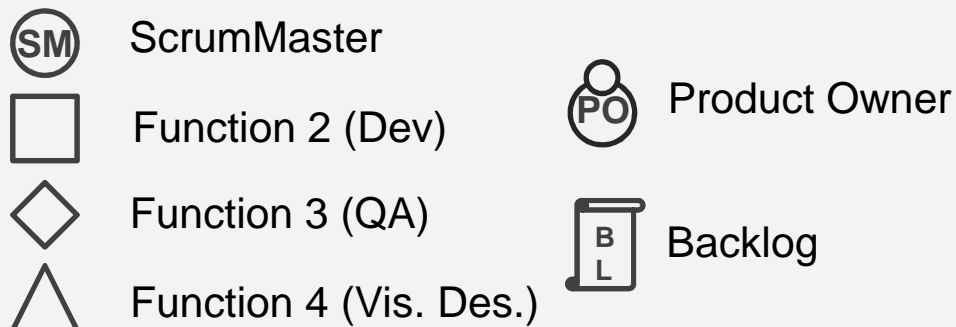 SM ScrumMaster
Function 2 (Dev)
Function 3 (QA)
Function 4 (Vis. Des.)
PO Product Owner
B
L
Backlog